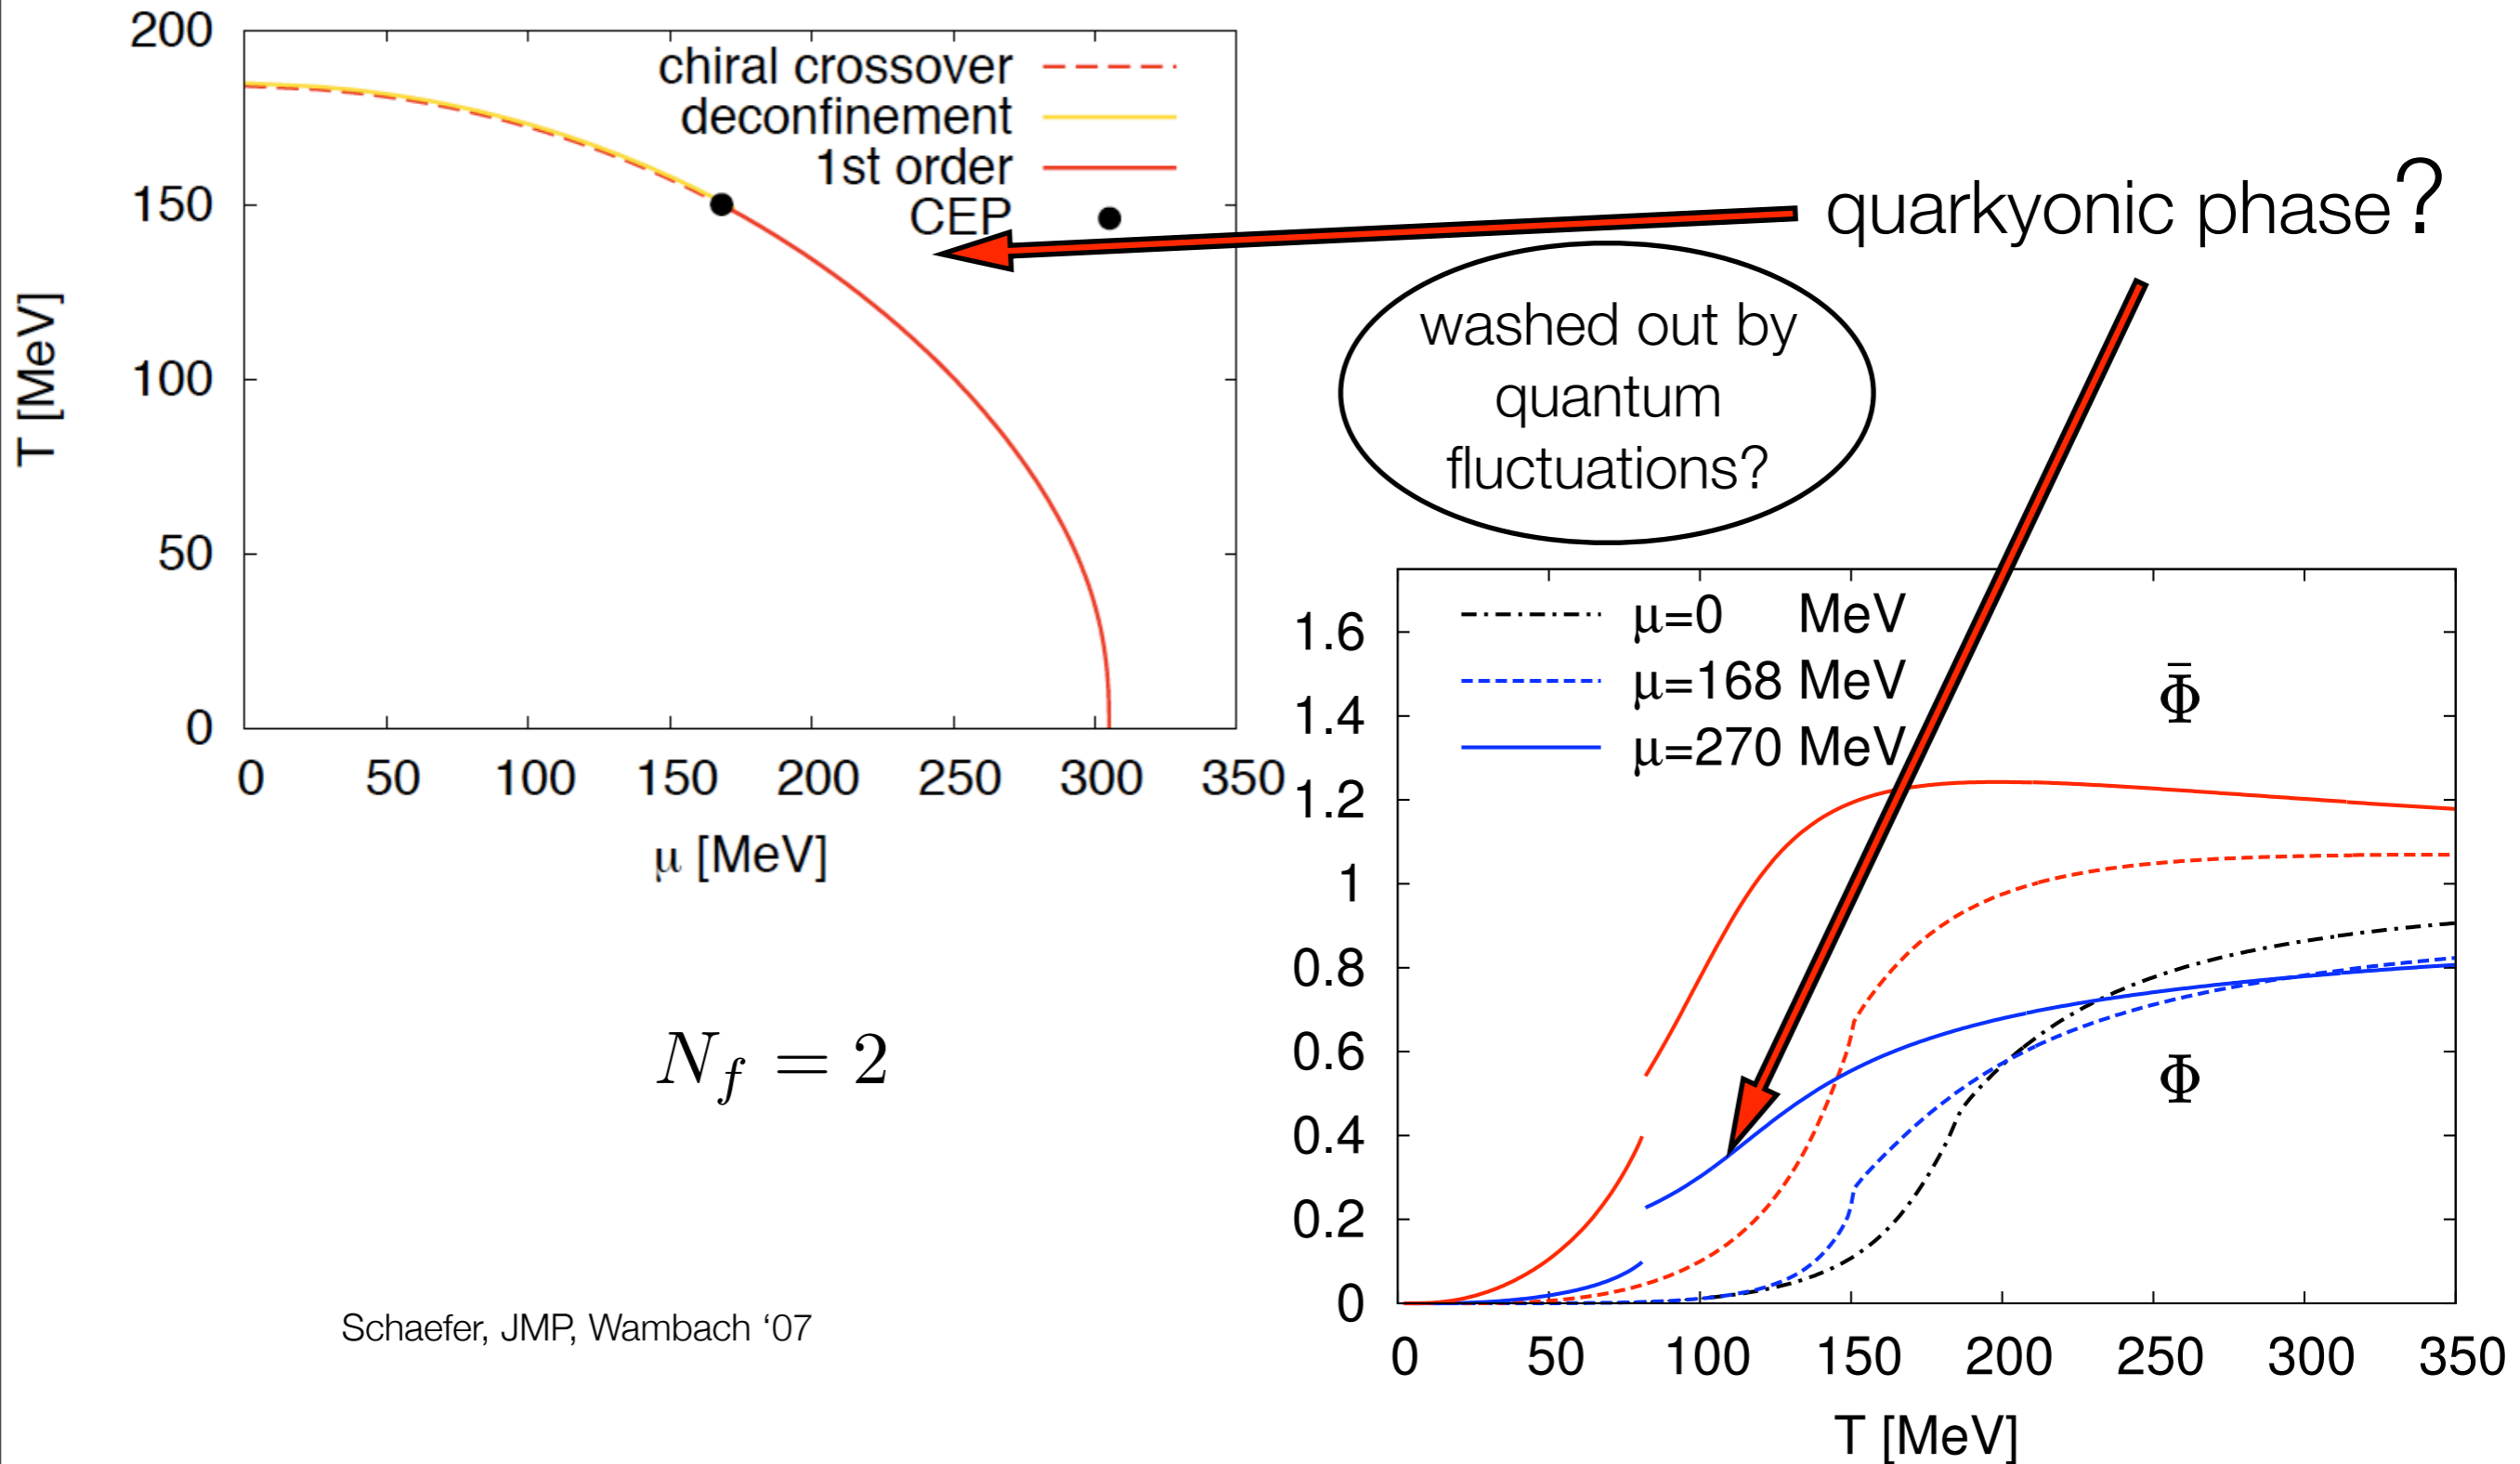 200
150
100
50
0
T [MeV]
chiral crossover
deconfinement
1st order
CEP
0 50 100 150 200 250 300 350
μ [MeV]
quarkyonic phase?
washed out by
quantum
fluctuations?
N_f = 2
Schaefer, JMP, Wambach ‘07
1.6
1.4
1.2
1
0.8
0.6
0.4
0.2
0
μ=0 MeV
μ=168 MeV
μ=270 MeV
Φ̄
Φ
0 50 100 150 200 250 300 350
T [MeV]